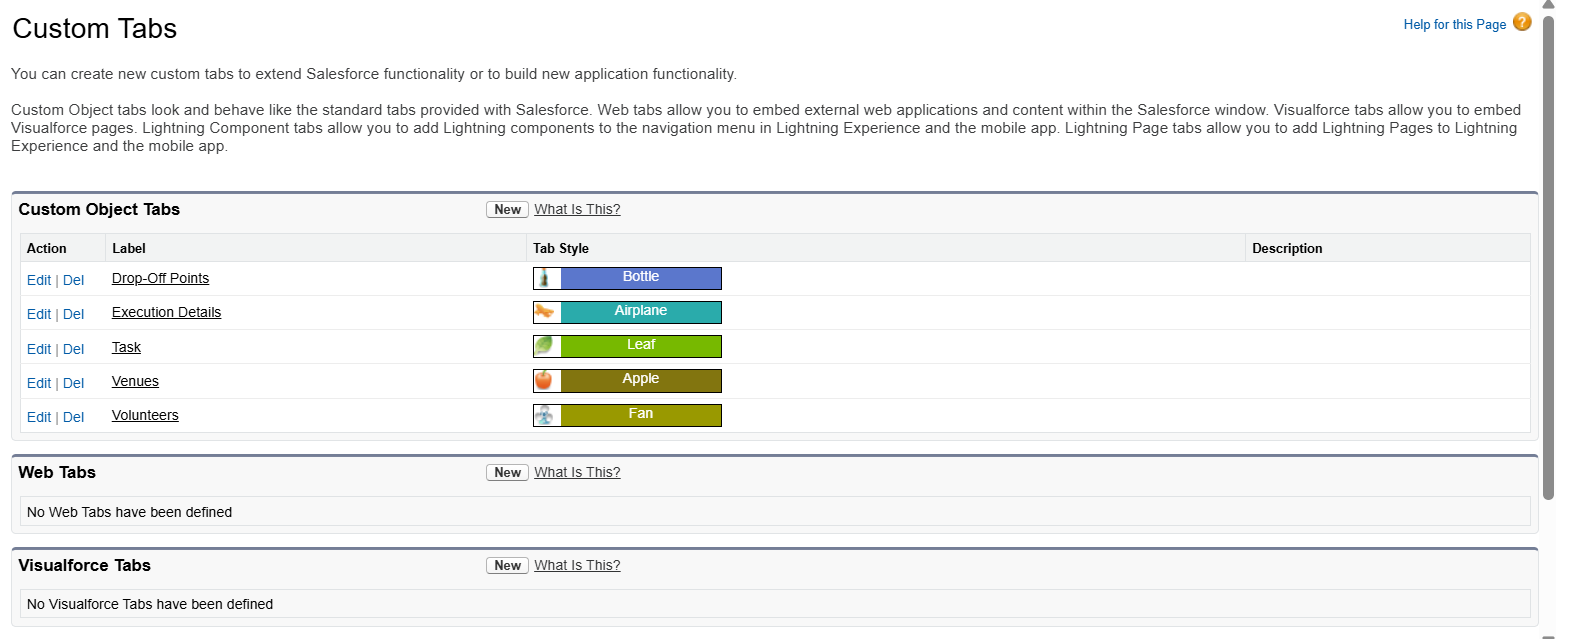 Custom Tabs
Help for this Page ?
You can create new custom tabs to extend Salesforce functionality or to build new application functionality.
Custom Object tabs look and behave like the standard tabs provided with Salesforce. Web tabs allow you to embed external web applications and content within the Salesforce window. Visualforce tabs allow you to embed
Visualforce pages. Lightning Component tabs allow you to add Lightning components to the navigation menu in Lightning Experience and the mobile app. Lightning Page tabs allow you to add Lightning Pages to Lightning
Experience and the mobile app.
Custom Object Tabs New What Is This?
Action Label Tab Style Description
Edit | Del Drop-Off Points Bottle
Edit | Del Execution Details Airplane
Edit | Del Task Leaf
Edit | Del Venues Apple
Edit | Del Volunteers Fan
Web Tabs New What Is This?
No Web Tabs have been defined
Visualforce Tabs New What Is This?
No Visualforce Tabs have been defined